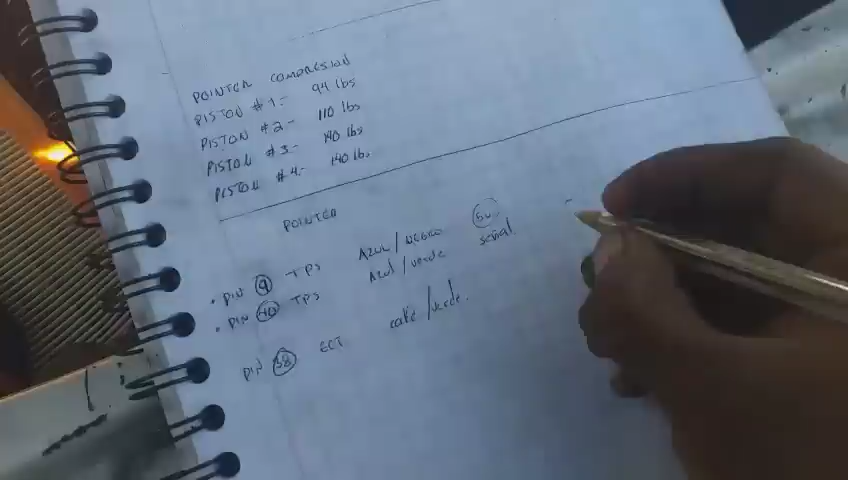 POINTER COMPRESION
PISTON #1:- 94 lbs
PISTON #2- 110 lbs
PISTON #3- 140 lbs
PISTON #4.- 140 lbs.
POINTER
• PIN 9 TPS AZUL/NEGRO 5V.
• PIN 40 TPS Azul/verde señal
PIN 38 ECT café/verde.